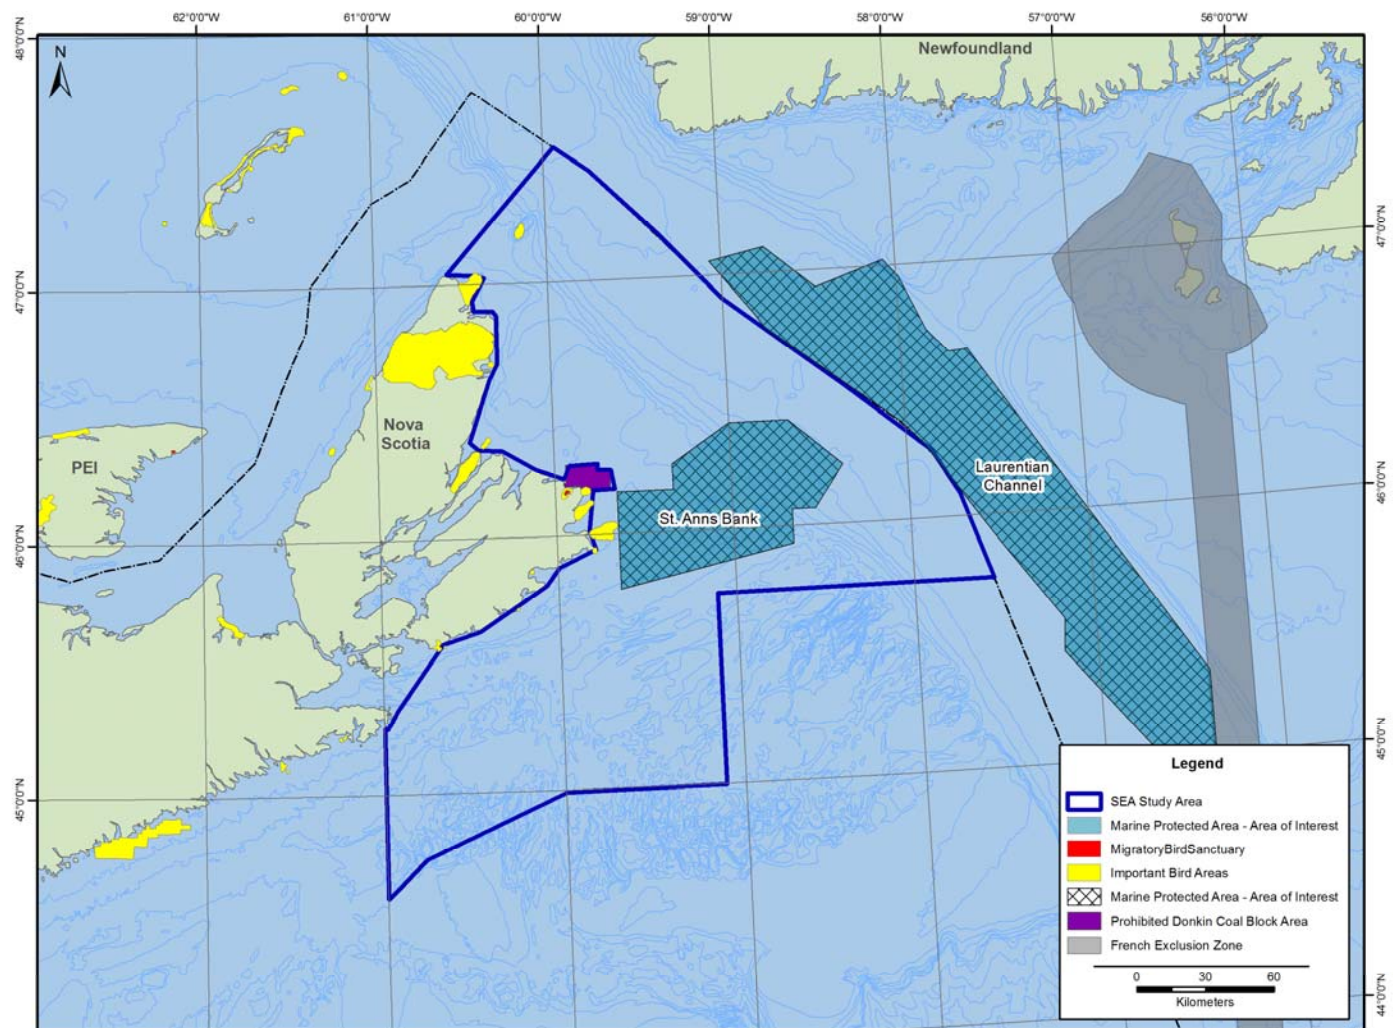 62°0'0"W 61°0'0"W 60°0'0"W 59°0'0"W 58°0'0"W 57°0'0"W 56°0'0"W
48°0'0"N
N
Newfoundland
47°0'0"N
47°0'0"N
Nova
Scotia
PEI
46°0'0"N
Laurentian
Channel
St. Anns Bank
46°0'0"N
45°0'0"N
45°0'0"N
Legend
SEA Study Area
Marine Protected Area - Area of Interest
MigratoryBirdSanctuary
Important Bird Areas
Marine Protected Area - Area of Interest
Prohibited Donkin Coal Block Area
French Exclusion Zone
0 30 60
Kilometers
44°0'0"N